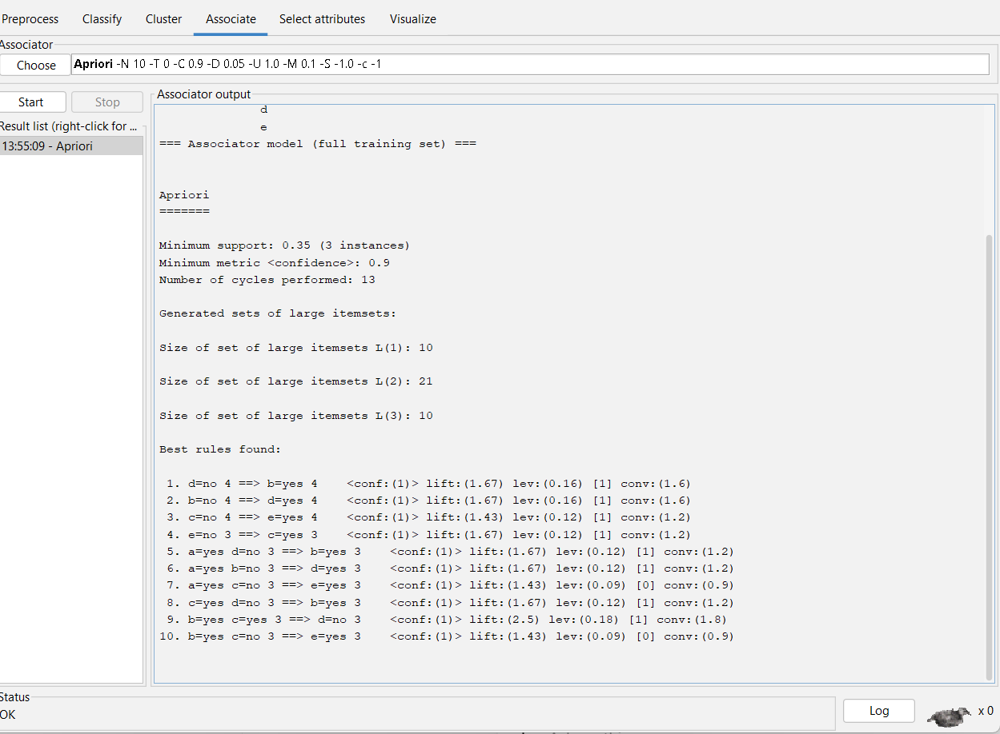 Preprocess Classify Cluster Associate Select attributes Visualize
Associator
Choose Apriori -N 10 -T 0 -C 0.9 -D 0.05 -U 1.0 -M 0.1 -S -1.0 -c -1
Start Stop
Result list (right-click for ...
13:55:09 - Apriori
Associator output
d
e
=== Associator model (full training set) ===
Apriori
=======
Minimum support: 0.35 (3 instances)
Minimum metric <confidence>: 0.9
Number of cycles performed: 13
Generated sets of large itemsets:
Size of set of large itemsets L(1): 10
Size of set of large itemsets L(2): 21
Size of set of large itemsets L(3): 10
Best rules found:
1. d=no 4 ==> b=yes 4    <conf:(1)> lift:(1.67) lev:(0.16) [1] conv:(1.6)
2. b=no 4 ==> d=yes 4    <conf:(1)> lift:(1.67) lev:(0.16) [1] conv:(1.6)
3. c=no 4 ==> e=yes 4    <conf:(1)> lift:(1.43) lev:(0.12) [1] conv:(1.2)
4. e=no 3 ==> c=yes 3    <conf:(1)> lift:(1.67) lev:(0.12) [1] conv:(1.2)
5. a=yes d=no 3 ==> b=yes 3    <conf:(1)> lift:(1.67) lev:(0.12) [1] conv:(1.2)
6. a=yes b=no 3 ==> d=yes 3    <conf:(1)> lift:(1.67) lev:(0.12) [1] conv:(1.2)
7. a=yes c=no 3 ==> e=yes 3    <conf:(1)> lift:(1.43) lev:(0.09) [0] conv:(0.9)
8. c=yes d=no 3 ==> b=yes 3    <conf:(1)> lift:(1.67) lev:(0.12) [1] conv:(1.2)
9. b=yes c=yes 3 ==> d=no 3    <conf:(1)> lift:(2.5) lev:(0.18) [1] conv:(1.8)
10. b=yes c=no 3 ==> e=yes 3    <conf:(1)> lift:(1.43) lev:(0.09) [0] conv:(0.9)
Status
OK
Log x 0